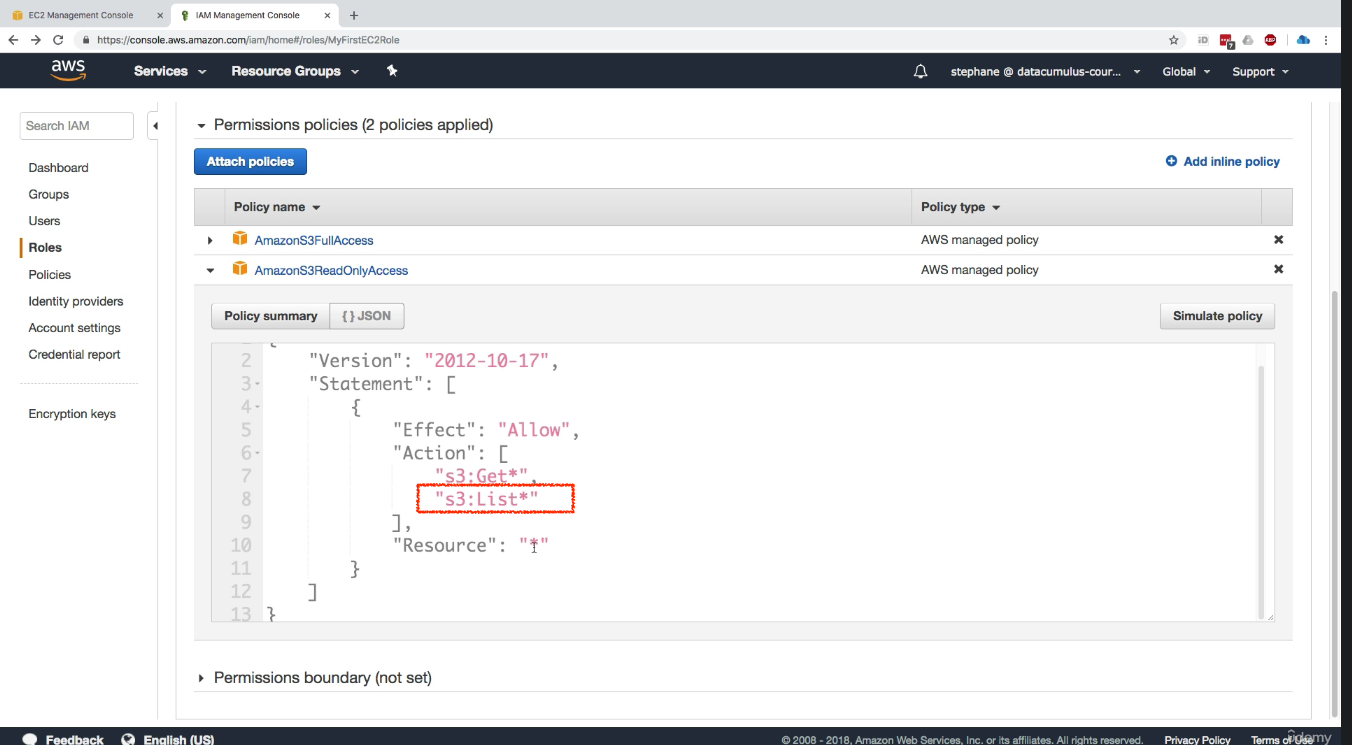 EC2 Management Console
IAM Management Console
https://console.aws.amazon.com/iam/home#/roles/MyFirstEC2Role
iD
7
ABP
aws
Services
Resource Groups
stephane @ datacumulus-cour...
Global
Support
Search IAM
Dashboard
Groups
Users
Roles
Policies
Identity providers
Account settings
Credential report
Encryption keys
Permissions policies (2 policies applied)
Attach policies
Add inline policy
Policy name
Policy type
AmazonS3FullAccess
AWS managed policy
AmazonS3ReadOnlyAccess
AWS managed policy
Policy summary
{ } JSON
Simulate policy
1 {
2 "Version": "2012-10-17",
3 "Statement": [
4 {
5 "Effect": "Allow",
6 "Action": [
7 "s3:Get*",
8 "s3:List*"
9 ],
10 "Resource": "*"
11 }
12 ]
13 }
Permissions boundary (not set)
Feedback
English (US)
© 2008 - 2018, Amazon Web Services, Inc. or its affiliates. All rights reserved.
Privacy Policy
Terms of Use
ûdemy